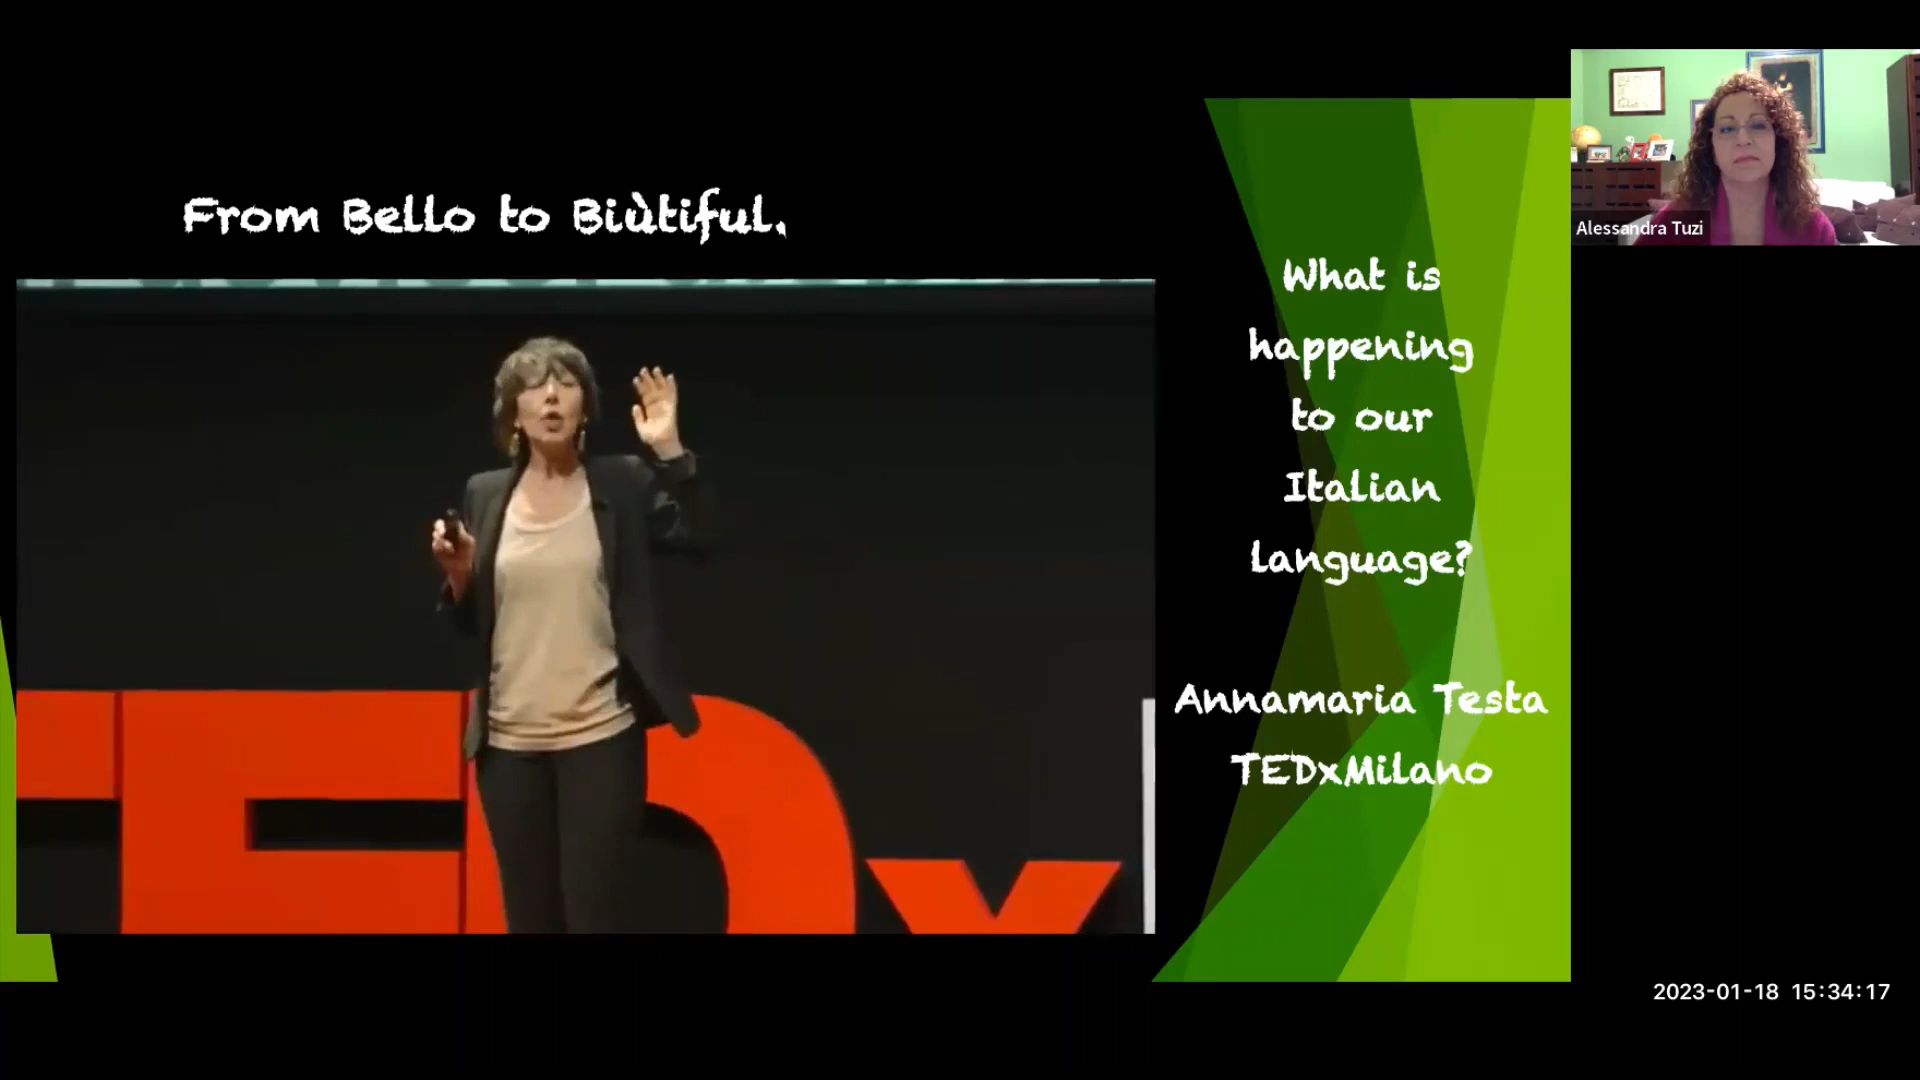 From Bello to Biùtiful.
What is
happening
to our
Italian
language?
Annamaria Testa
TEDxMilano
TEDx
Alessandra Tuzi
2023-01-18 15:34:17